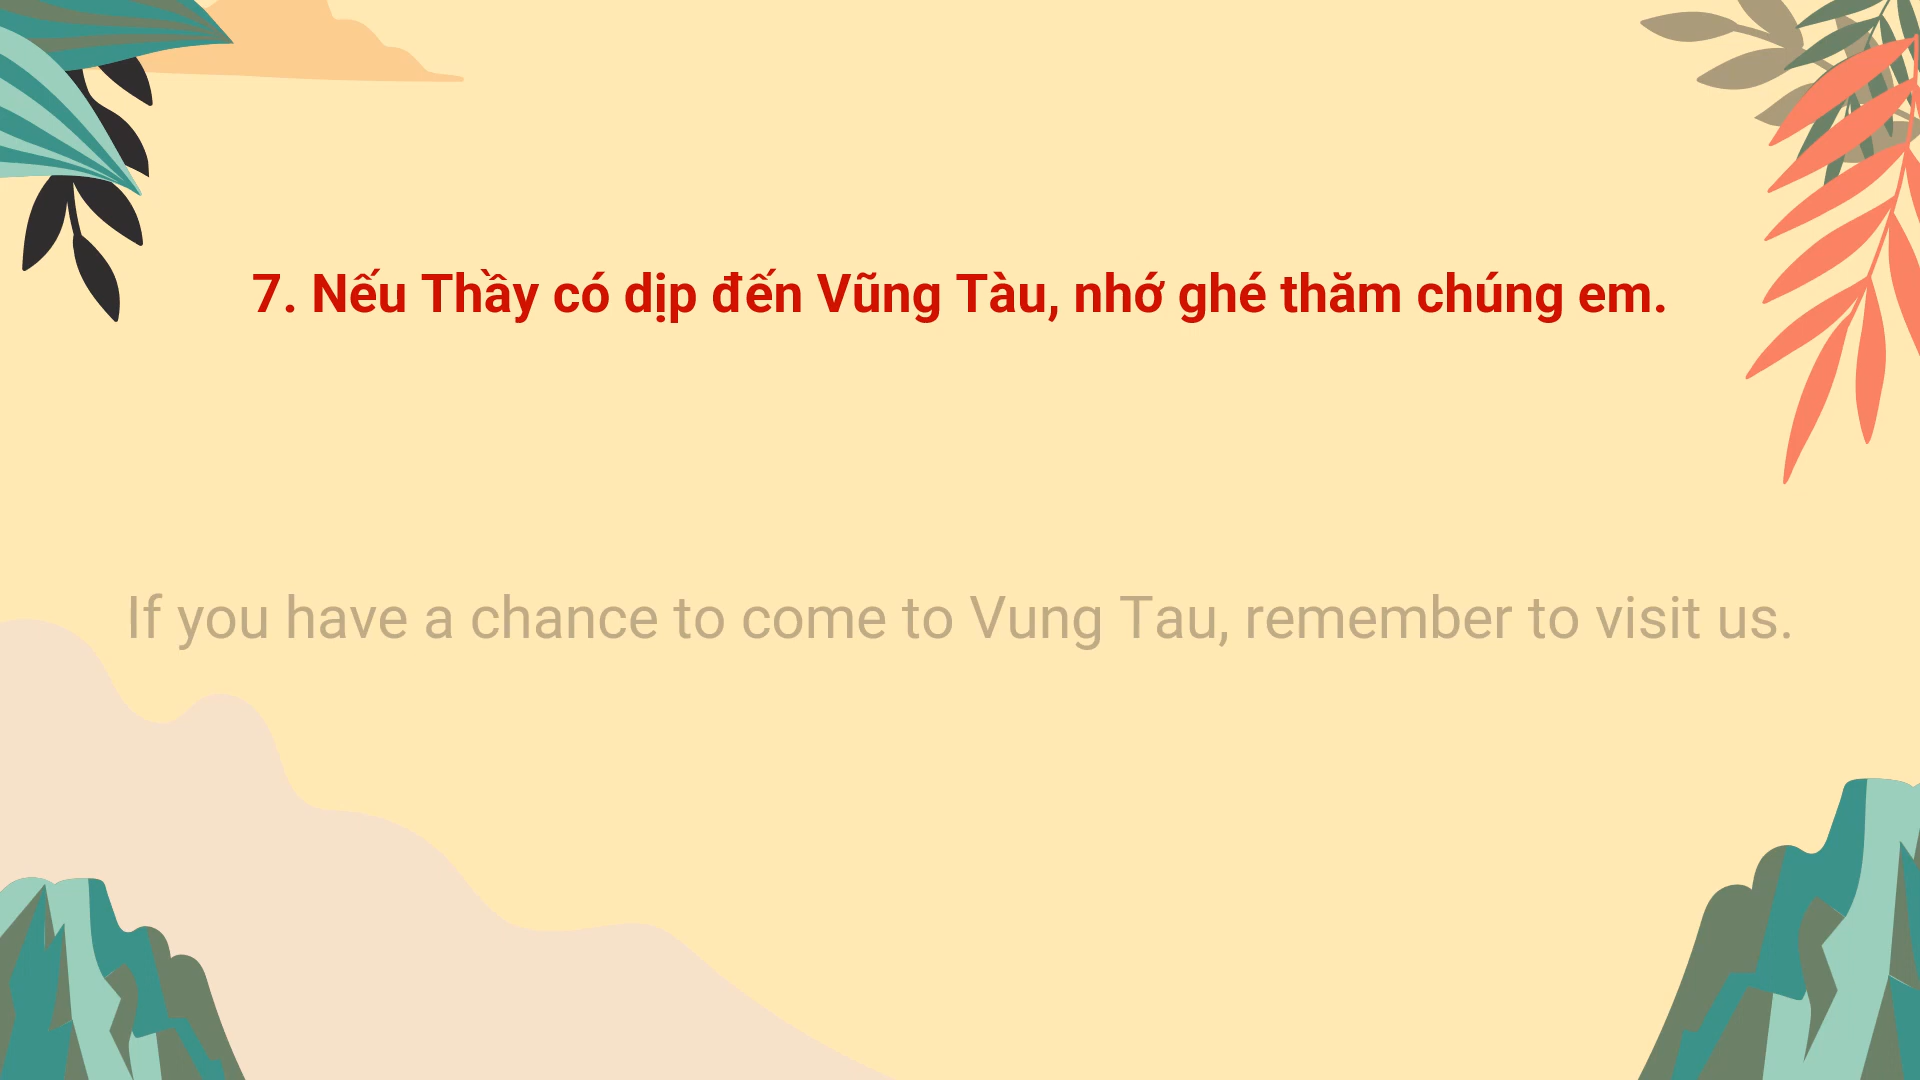 7. Nếu Thầy có dịp đến Vũng Tàu, nhớ ghé thăm chúng em.
If you have a chance to come to Vung Tau, remember to visit us.